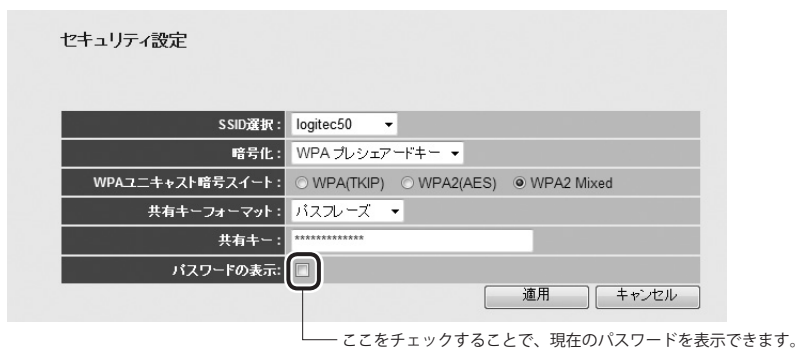 セキュリティ設定
SSID選択： logitec50
暗号化： WPA プレシェアードキー
WPAユニキャスト暗号スイート： WPA(TKIP) WPA2(AES) WPA2 Mixed
共有キーフォーマット： パスフレーズ
共有キー： *************
パスワードの表示:
適用 キャンセル
ここをチェックすることで、現在のパスワードを表示できます。